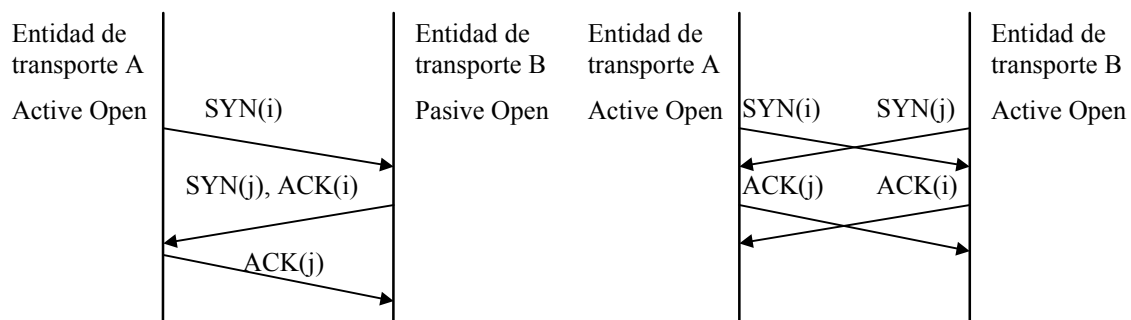 Entidad de
transporte A
Active Open
SYN(i)
SYN(j), ACK(i)
ACK(j)
Entidad de
transporte B
Pasive Open
Entidad de
transporte A
Active Open
SYN(i)
SYN(j)
ACK(j)
ACK(i)
Entidad de
transporte B
Active Open